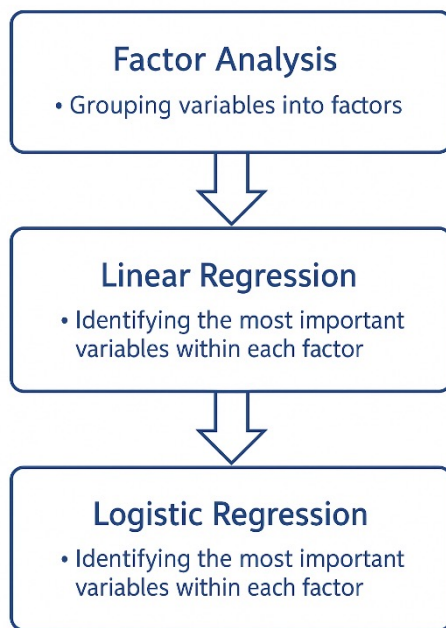 Factor Analysis
• Grouping variables into factors
Linear Regression
• Identifying the most important
variables within each factor
Logistic Regression
• Identifying the most important
variables within each factor